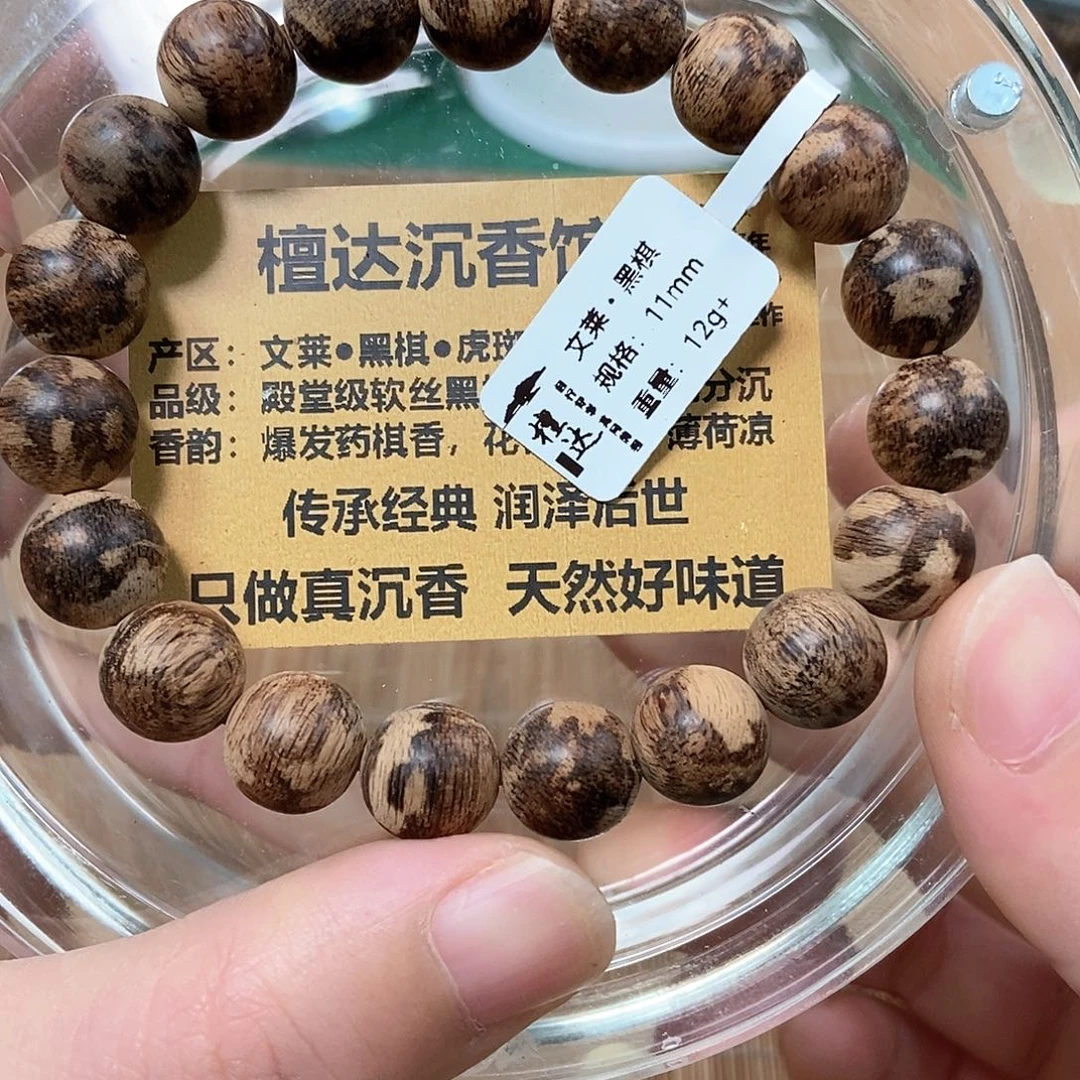 檀达沉香馆
年
作
产区：文莱•黑棋•虎斑
品级：殿堂级软丝黑
分沉
香韵：爆发药棋香，花
薄荷凉
传承经典 润泽后世
只做真沉香 天然好味道
文莱•黑棋
规格：11mm
重量：12g+
檀达